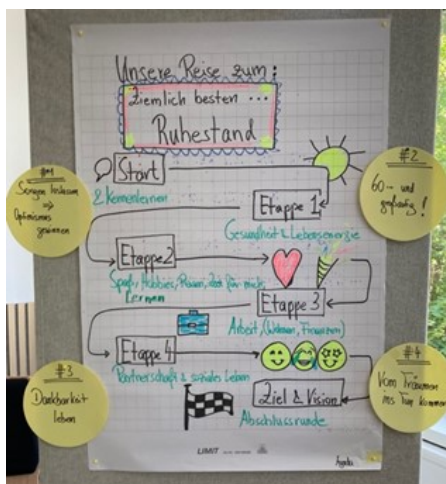 Unsere Reise zum:
Ziemlich besten ...
Ruhestand
Start
& Kennenlernen
Etappe 1
Gesundheit & Lebensenergie
Etappe 2
Spaß, Hobbies, Reisen, Zeit für mich,
Lernen
Etappe 3
Arbeit, (Wohnen, Finanzen)
Etappe 4
Partnerschaft & soziales Leben
Ziel & Vision
Abschlussrunde
LIMIT
#1
Sorgen loslassen
=>
Optimismus
gewinnen
#2
60 – und
großartig!
#3
Dankbarkeit
leben
#4
Vom Träumen
ins Tun kommen